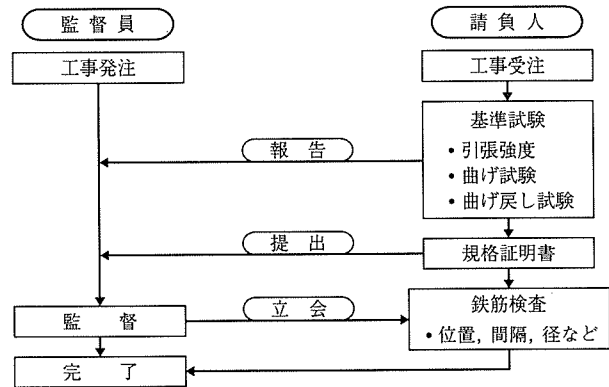 監督員
請負人
工事発注
工事受注
基準試験
• 引張強度
• 曲げ試験
• 曲げ戻し試験
報告
提出
規格証明書
監督
立会
鉄筋検査
• 位置, 間隔, 径など
完了